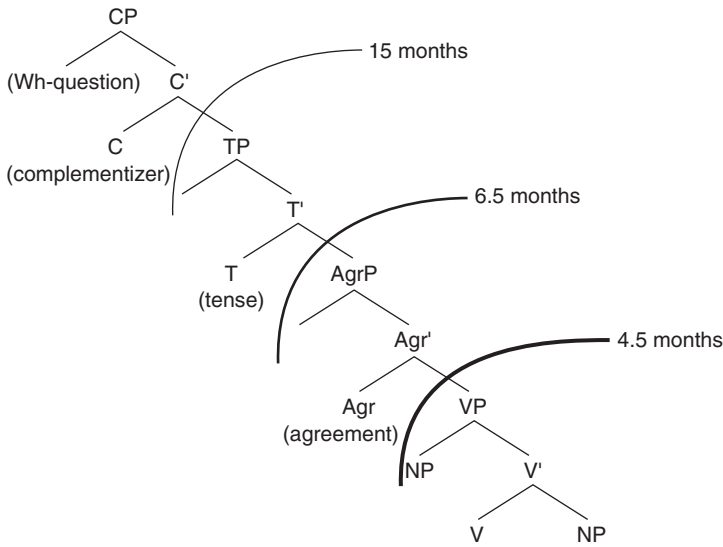 CP
15 months
(Wh-question)
C'
C
TP
(complementizer)
T'
6.5 months
T
AgrP
(tense)
Agr'
4.5 months
Agr
VP
(agreement)
NP
V'
V
NP